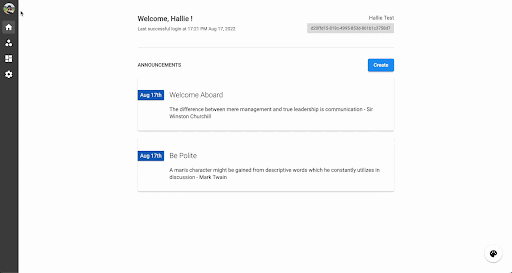 Welcome, Hallie !
Hallie Test
Last successful login at 17:21 PM Aug 17, 2022
ANNOUNCEMENTS
Create
Aug 17th
Welcome Aboard
The difference between mere management and true leadership is communication - Sir
Winston Churchill
Aug 17th
Be Polite
A man's character might be gained from descriptive words which he constantly utilizes in
discussion - Mark Twain